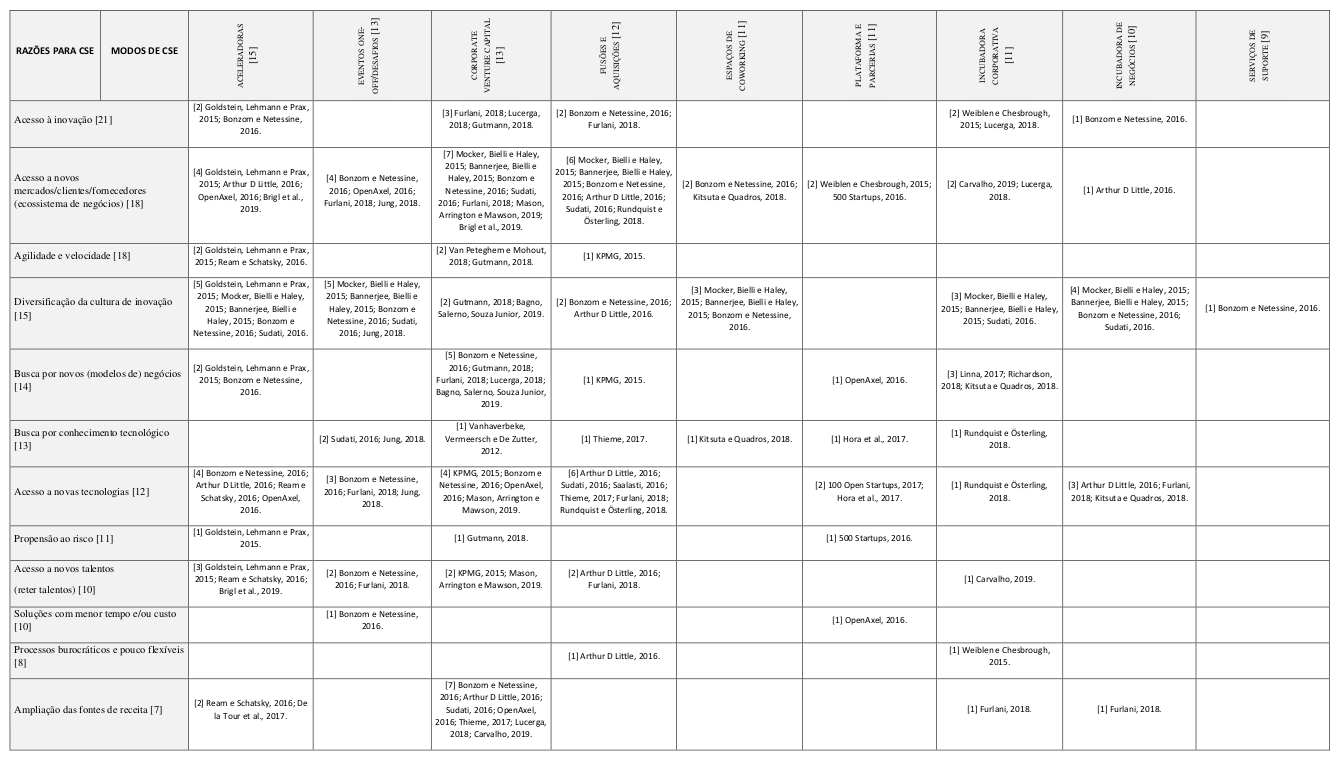 RAZÕES PARA CSE
MODOS DE CSE
ACELERADORAS
[15]
EVENTOS ONE-
OFF/DESAFIOS [13]
CORPORATE
VENTURE CAPITAL
[13]
FUSÕES E
AQUISIÇÕES [12]
ESPAÇOS DE
COWORKING [11]
PLATAFORMA E
PARCERIAS [11]
INCUBADORA
CORPORATIVA
[11]
INCUBADORA DE
NEGÓCIOS [10]
SERVIÇOS DE
SUPORTE [9]
Acesso à inovação [21]
[2] Goldstein, Lehmann e Prax,
2015; Bonzom e Netessine,
2016.
[3] Furlani, 2018; Lucerga,
2018; Gutmann, 2018.
[2] Bonzom e Netessine, 2016;
Furlani, 2018.
[2] Weiblen e Chesbrough,
2015; Lucerga, 2018.
[1] Bonzom e Netessine, 2016.
Acesso a novos
mercados/clientes/fornecedores
(ecossistema de negócios) [18]
[4] Goldstein, Lehmann e Prax,
2015; Arthur D Little, 2016;
OpenAxel, 2016; Brigl et al.,
2019.
[4] Bonzom e Netessine,
2016; OpenAxel, 2016;
Furlani, 2018; Jung, 2018.
[7] Mocker, Bielli e Haley,
2015; Bannerjee, Bielli e
Haley, 2015; Bonzom e
Netessine, 2016; Sudati,
2016; Furlani, 2018; Mason,
Arrington e Mawson, 2019;
Brigl et al., 2019.
[6] Mocker, Bielli e Haley,
2015; Bannerjee, Bielli e Haley,
2015; Bonzom e Netessine,
2016; Arthur D Little, 2016;
Sudati, 2016; Rundquist e
Österling, 2018.
[2] Bonzom e Netessine, 2016;
Kitsuta e Quadros, 2018.
[2] Weiblen e Chesbrough, 2015;
500 Startups, 2016.
[2] Carvalho, 2019; Lucerga,
2018.
[1] Arthur D Little, 2016.
Agilidade e velocidade [18]
[2] Goldstein, Lehmann e Prax,
2015; Ream e Schatsky, 2016.
[2] Van Peteghem e Mohout,
2018; Gutmann, 2018.
[1] KPMG, 2015.
Diversificação da cultura de inovação
[15]
[5] Goldstein, Lehmann e Prax,
2015; Mocker, Bielli e Haley,
2015; Bannerjee, Bielli e
Haley, 2015; Bonzom e
Netessine, 2016; Sudati, 2016.
[5] Mocker, Bielli e Haley,
2015; Bannerjee, Bielli e
Haley, 2015; Bonzom e
Netessine, 2016; Sudati,
2016; Jung, 2018.
[2] Gutmann, 2018; Bagno,
Salerno, Souza Junior, 2019.
[2] Bonzom e Netessine, 2016;
Arthur D Little, 2016.
[3] Mocker, Bielli e Haley,
2015; Bannerjee, Bielli e Haley,
2015; Bonzom e Netessine,
2016.
[3] Mocker, Bielli e Haley,
2015; Bannerjee, Bielli e Haley,
2015; Sudati, 2016.
[4] Mocker, Bielli e Haley, 2015;
Bannerjee, Bielli e Haley, 2015;
Bonzom e Netessine, 2016;
Sudati, 2016.
[1] Bonzom e Netessine, 2016.
Busca por novos (modelos de) negócios
[14]
[2] Goldstein, Lehmann e Prax,
2015; Bonzom e Netessine,
2016.
[5] Bonzom e Netessine,
2016; Gutmann, 2018;
Furlani, 2018; Lucerga, 2018;
Bagno, Salerno, Souza Junior,
2019.
[1] KPMG, 2015.
[1] OpenAxel, 2016.
[3] Linna, 2017; Richardson,
2018; Kitsuta e Quadros, 2018.
Busca por conhecimento tecnológico
[13]
[2] Sudati, 2016; Jung, 2018.
[1] Vanhaverbeke,
Vermeersch e De Zutter,
2012.
[1] Thieme, 2017.
[1] Kitsuta e Quadros, 2018.
[1] Hora et al., 2017.
[1] Rundquist e Österling,
2018.
Acesso a novas tecnologias [12]
[4] Bonzom e Netessine, 2016;
Arthur D Little, 2016; Ream e
Schatsky, 2016; OpenAxel,
2016.
[3] Bonzom e Netessine,
2016; Furlani, 2018; Jung,
2018.
[4] KPMG, 2015; Bonzom e
Netessine, 2016; OpenAxel,
2016; Mason, Arrington e
Mawson, 2019.
[6] Arthur D Little, 2016;
Sudati, 2016; Saalasti, 2016;
Thieme, 2017; Furlani, 2018;
Rundquist e Österling, 2018.
[2] 100 Open Startups, 2017;
Hora et al., 2017.
[1] Rundquist e Österling,
2018.
[3] Arthur D Little, 2016; Furlani,
2018; Kitsuta e Quadros, 2018.
Propensão ao risco [11]
[1] Goldstein, Lehmann e Prax,
2015.
[1] Gutmann, 2018.
[1] 500 Startups, 2016.
Acesso a novos talentos
(reter talentos) [10]
[3] Goldstein, Lehmann e Prax,
2015; Ream e Schatsky, 2016;
Brigl et al., 2019.
[2] Bonzom e Netessine,
2016; Furlani, 2018.
[2] KPMG, 2015; Mason,
Arrington e Mawson, 2019.
[2] Arthur D Little, 2016;
Furlani, 2018.
[1] Carvalho, 2019.
Soluções com menor tempo e/ou custo
[10]
[1] Bonzom e Netessine,
2016.
[1] OpenAxel, 2016.
Processos burocráticos e pouco flexíveis
[8]
[1] Arthur D Little, 2016.
[1] Weiblen e Chesbrough,
2015.
Ampliação das fontes de receita [7]
[2] Ream e Schatsky, 2016; De
la Tour et al., 2017.
[7] Bonzom e Netessine,
2016; Arthur D Little, 2016;
Sudati, 2016; OpenAxel,
2016; Thieme, 2017; Lucerga,
2018; Carvalho, 2019.
[1] Furlani, 2018.
[1] Furlani, 2018.